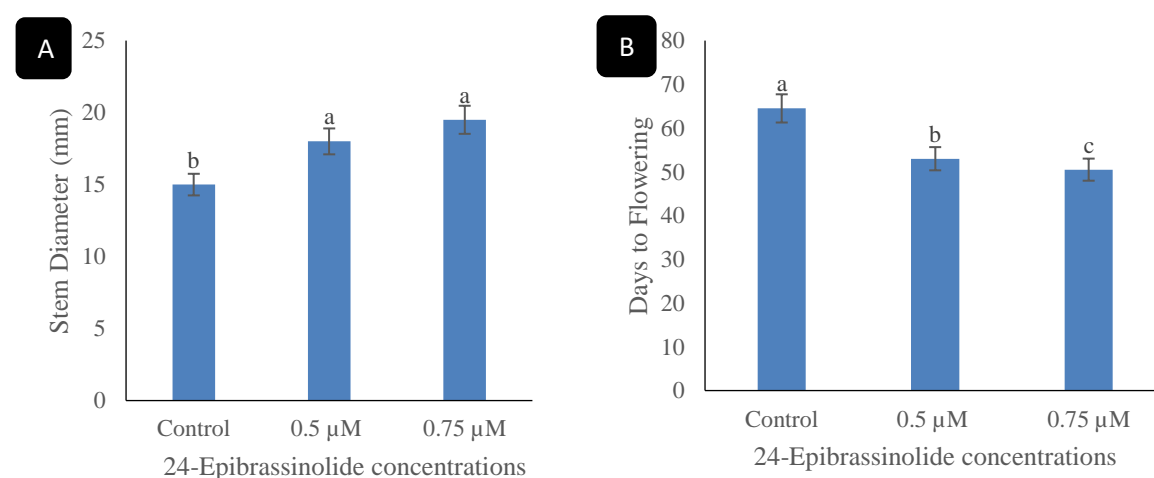 A
Stem Diameter (mm)
25
20
15
10
5
0
b
a
a
Control 0.5 µM 0.75 µM
24-Epibrassinolide concentrations
B
Days to Flowering
80
70
60
50
40
30
20
10
0
a
b
c
Control 0.5 µM 0.75 µM
24-Epibrassinolide concentrations